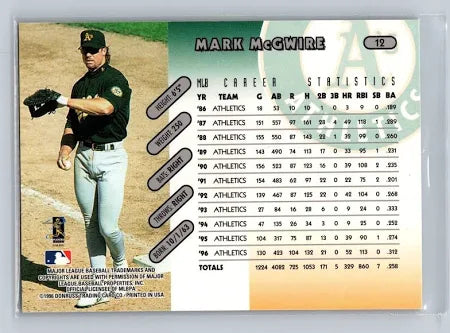 MARK McGWIRE
12
MLB CAREER STATISTICS
YR TEAM G AB R H 2B 3B HR RBI SB BA
'86 ATHLETICS 18 53 10 10 1 0 3 9 0 .189
'87 ATHLETICS 151 557 97 161 28 4 49 118 1 .289
'88 ATHLETICS 155 550 87 143 22 1 32 99 0 .260
'89 ATHLETICS 143 490 74 113 17 0 33 95 1 .231
'90 ATHLETICS 156 523 87 123 16 0 39 108 2 .235
'91 ATHLETICS 154 483 62 97 22 0 22 75 2 .201
'92 ATHLETICS 139 467 87 125 22 0 42 104 0 .268
'93 ATHLETICS 27 84 16 28 6 0 9 24 0 .333
'94 ATHLETICS 47 135 26 34 3 0 9 25 0 .252
'95 ATHLETICS 104 317 75 87 13 0 39 90 1 .274
'96 ATHLETICS 130 423 104 132 21 0 52 113 0 .312
TOTALS 1224 4082 725 1053 171 5 329 860 7 .258
HEIGHT: 6'5"
WEIGHT: 250
BATS: RIGHT
THROWS: RIGHT
BORN: 10/1/63
MAJOR LEAGUE BASEBALL TRADEMARKS AND
COPYRIGHTS ARE USED WITH PERMISSION OF MAJOR
LEAGUE BASEBALL PROPERTIES, INC.
OFFICIAL LICENSEE OF MLBPA
©1996 DONRUSS TRADING CARD CO. • PRINTED IN USA